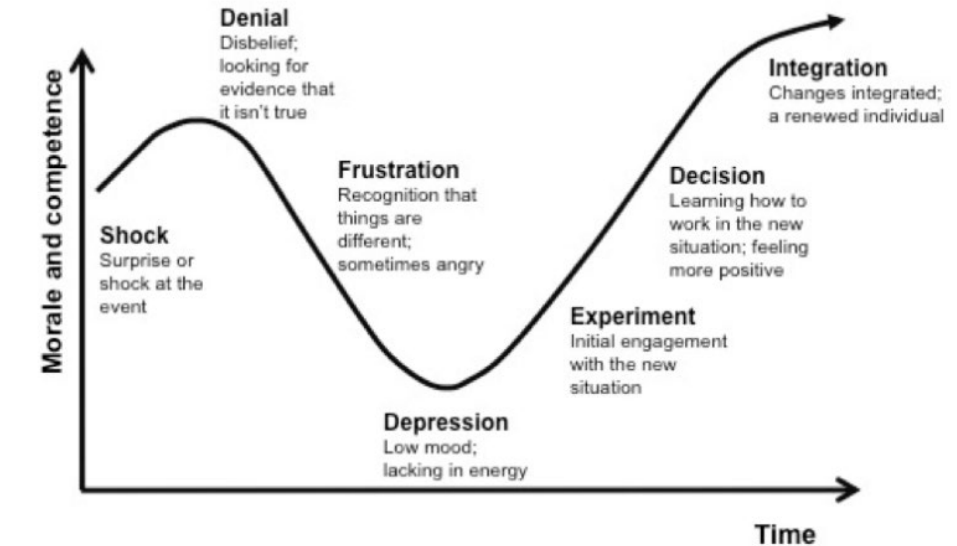 Denial
Disbelief;
looking for
evidence that
it isn't true
Morale and competence
Shock
Surprise or
shock at the
event
Frustration
Recognition that
things are
different;
sometimes angry
Depression
Low mood;
lacking in energy
Experiment
Initial engagement
with the new
situation
Decision
Learning how to
work in the new
situation; feeling
more positive
Integration
Changes integrated;
a renewed individual
Time